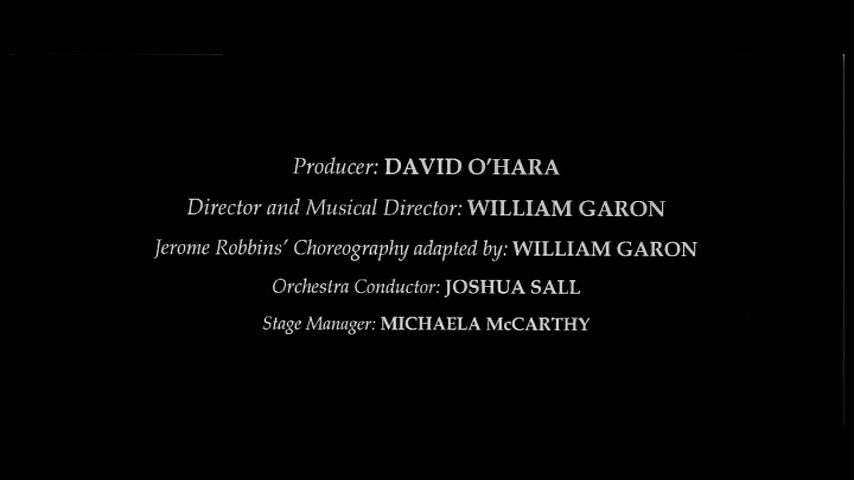 Producer: DAVID O’HARA
Director and Musical Director: WILLIAM GARON
Jerome Robbins’ Choreography adapted by: WILLIAM GARON
Orchestra Conductor: JOSHUA SALL
Stage Manager: MICHAELA McCARTHY